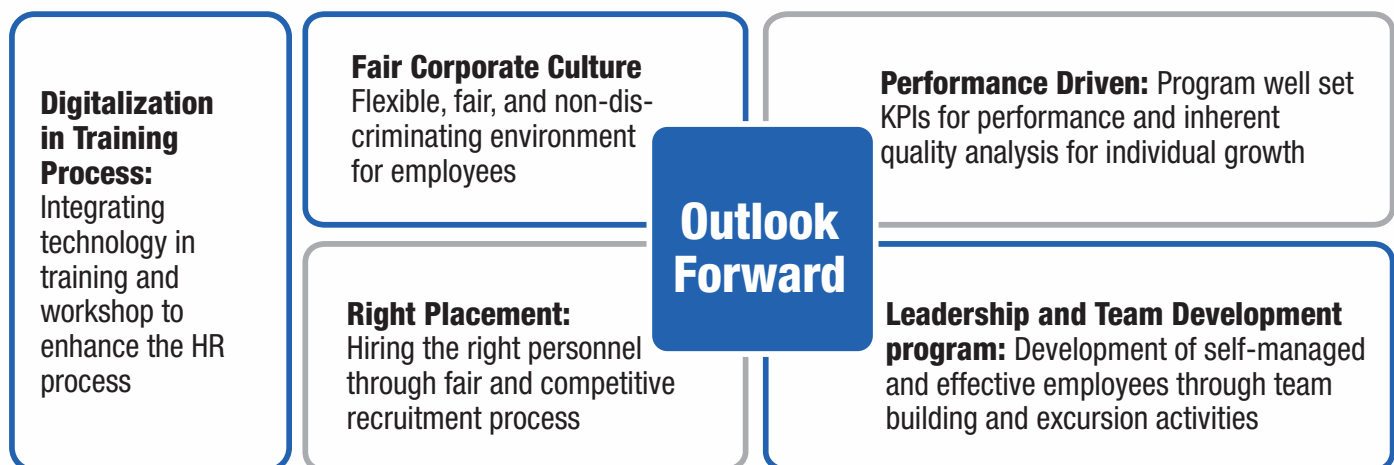 Digitalization
in Training
Process:
Integrating
technology in
training and
workshop to
enhance the HR
process
Fair Corporate Culture
Flexible, fair, and non-dis-
criminating environment
for employees
Performance Driven: Program well set
KPIs for performance and inherent
quality analysis for individual growth
Outlook
Forward
Right Placement:
Hiring the right personnel
through fair and competitive
recruitment process
Leadership and Team Development
program: Development of self-managed
and effective employees through team
building and excursion activities